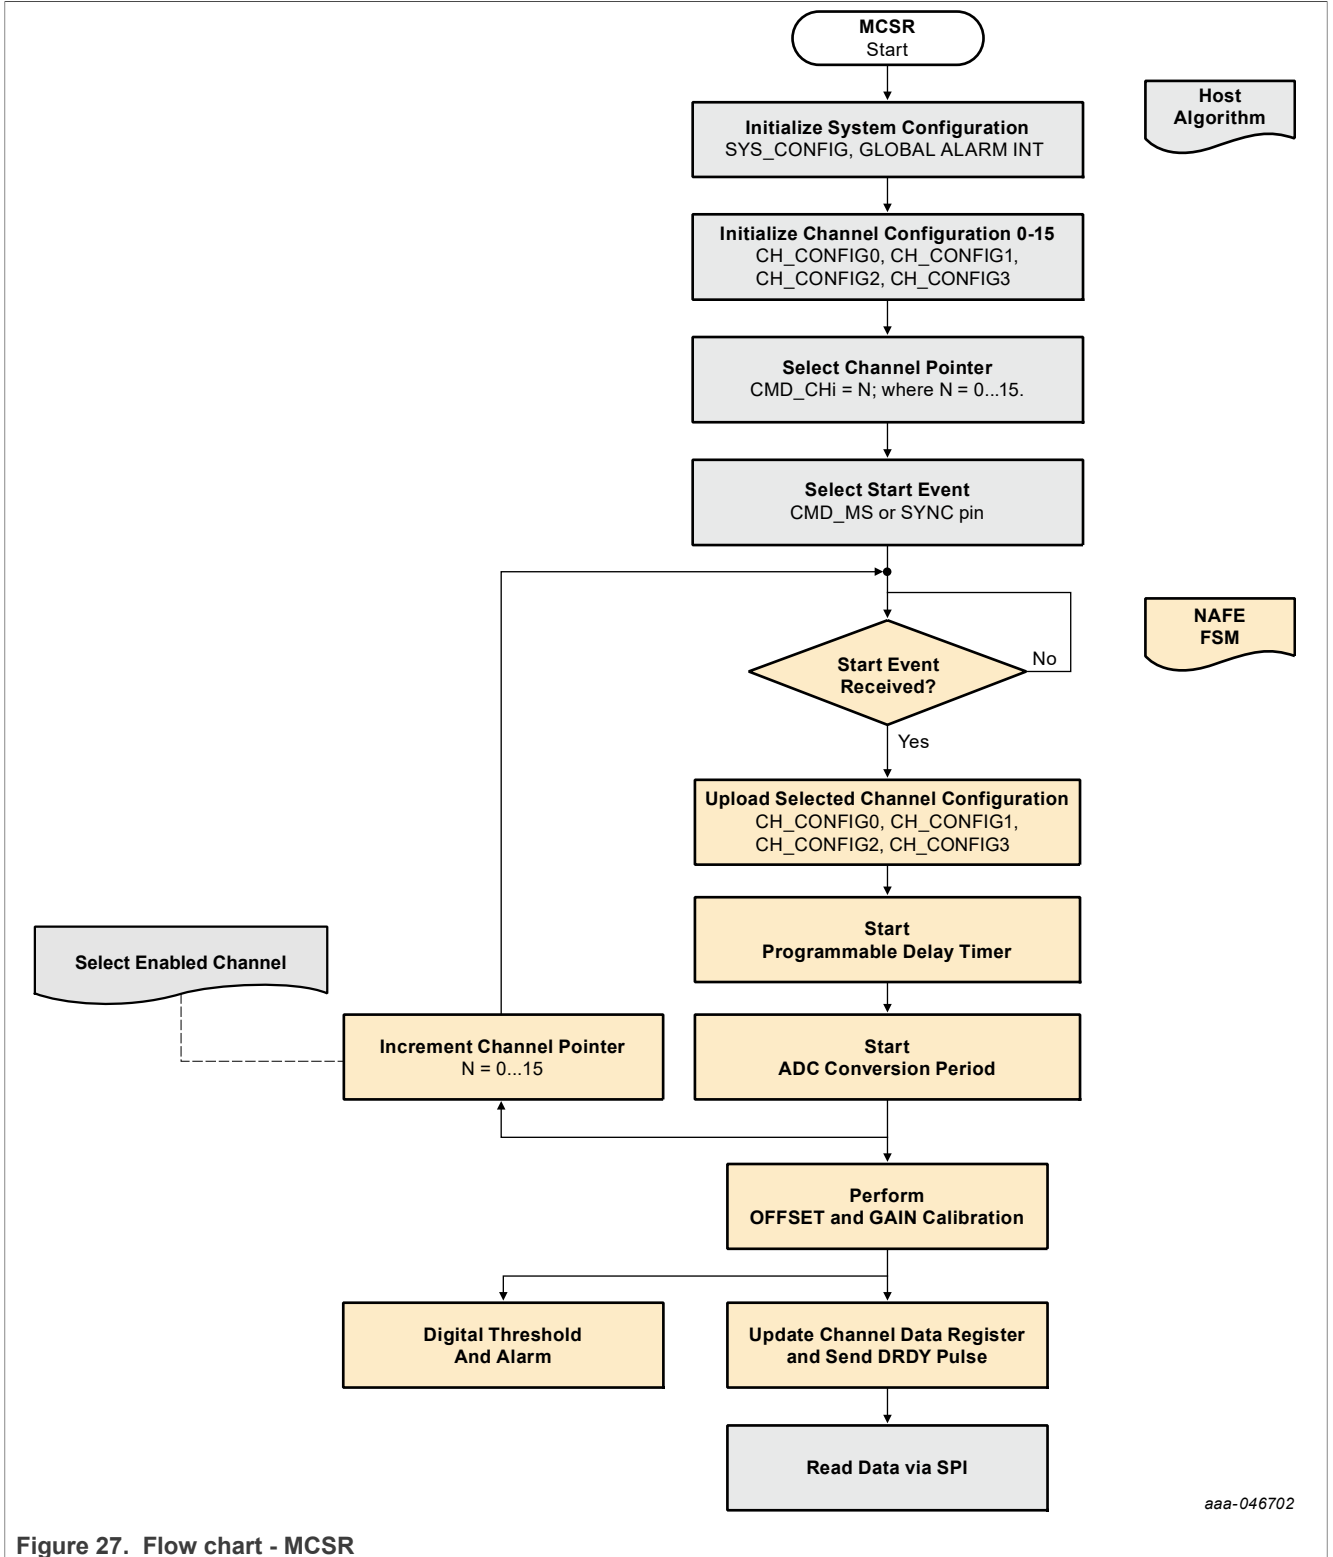 MCSR
Start
Host
Algorithm
Initialize System Configuration
SYS_CONFIG, GLOBAL ALARM INT
Initialize Channel Configuration 0-15
CH_CONFIG0, CH_CONFIG1,
CH_CONFIG2, CH_CONFIG3
Select Channel Pointer
CMD_CHi = N; where N = 0...15.
Select Start Event
CMD_MS or SYNC pin
NAFE
FSM
Start Event
Received?
No
Yes
Upload Selected Channel Configuration
CH_CONFIG0, CH_CONFIG1,
CH_CONFIG2, CH_CONFIG3
Start
Programmable Delay Timer
Select Enabled Channel
Increment Channel Pointer
N = 0...15
Start
ADC Conversion Period
Perform
OFFSET and GAIN Calibration
Digital Threshold
And Alarm
Update Channel Data Register
and Send DRDY Pulse
Read Data via SPI
aaa-046702
Figure 27. Flow chart - MCSR